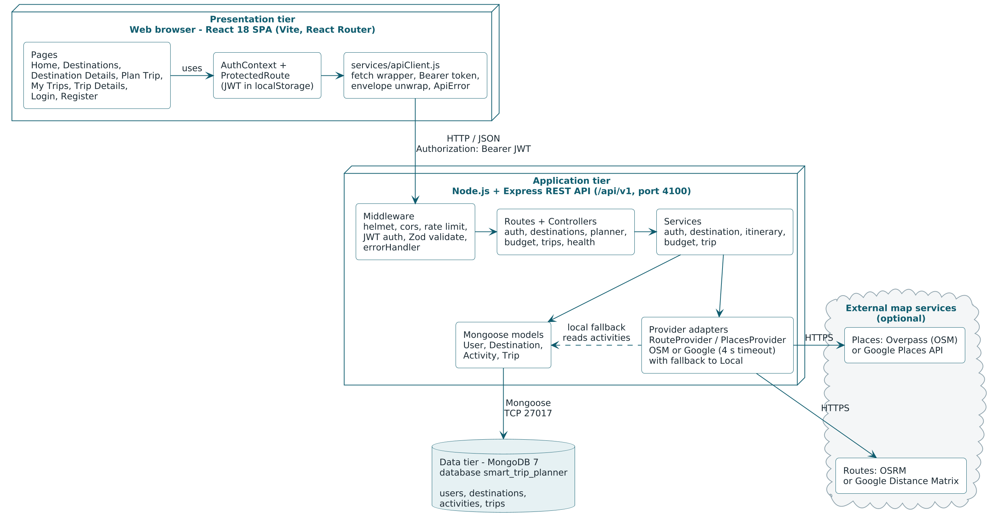 Presentation tier
Web browser - React 18 SPA (Vite, React Router)
Pages
Home, Destinations,
Destination Details, Plan Trip,
My Trips, Trip Details,
Login, Register
uses
AuthContext +
ProtectedRoute
(JWT in localStorage)
services/apiClient.js
fetch wrapper, Bearer token,
envelope unwrap, ApiError
HTTP / JSON
Authorization: Bearer JWT
Application tier
Node.js + Express REST API (/api/v1, port 4100)
Middleware
helmet, cors, rate limit,
JWT auth, Zod validate,
errorHandler
Routes + Controllers
auth, destinations, planner,
budget, trips, health
Services
auth, destination, itinerary,
budget, trip
Mongoose models
User, Destination,
Activity, Trip
local fallback
reads activities
Provider adapters
RouteProvider / PlacesProvider
OSM or Google (4 s timeout)
with fallback to Local
HTTPS
External map services
(optional)
Places: Overpass (OSM)
or Google Places API
HTTPS
Routes: OSRM
or Google Distance Matrix
Mongoose
TCP 27017
Data tier - MongoDB 7
database smart_trip_planner
users, destinations,
activities, trips